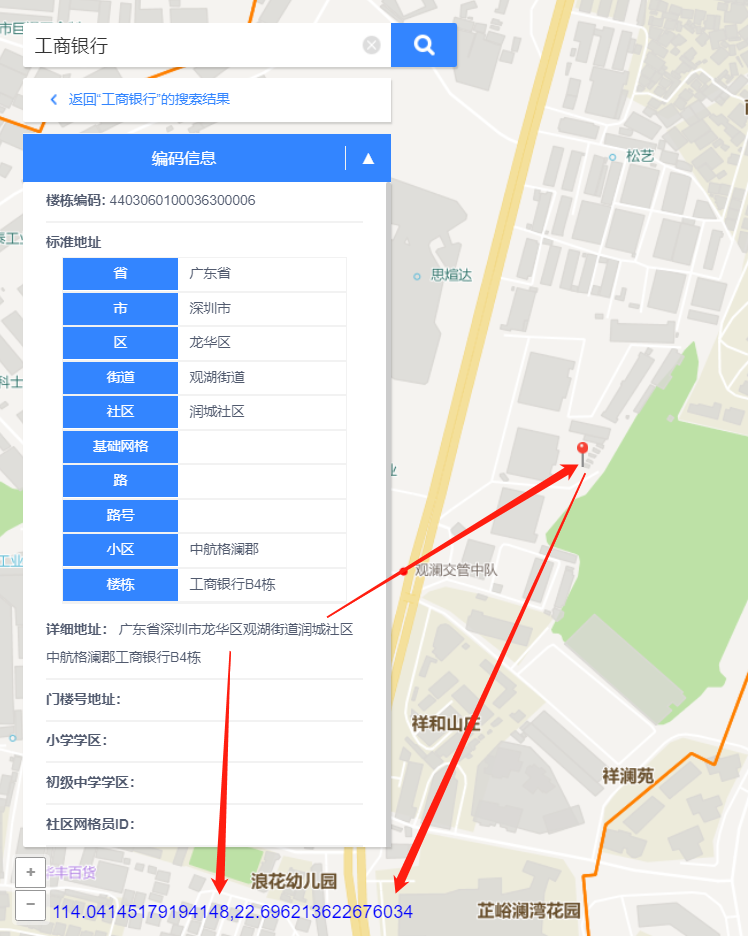 工商银行
返回"工商银行"的搜索结果
编码信息
楼栋编码: 4403060100036300006
标准地址
省 广东省
市 深圳市
区 龙华区
街道 观湖街道
社区 润城社区
基础网格
路
路号
小区 中航格澜郡
楼栋 工商银行B4栋
详细地址: 广东省深圳市龙华区观湖街道润城社区
中航格澜郡工商银行B4栋
门楼号地址:
小学学区:
初级中学学区:
社区网格员ID:
松艺
思煊达
观澜交管中队
祥和山庄
祥澜苑
华丰百货
浪花幼儿园
芷峪澜湾花园
114.04145179194148,22.696213622676034